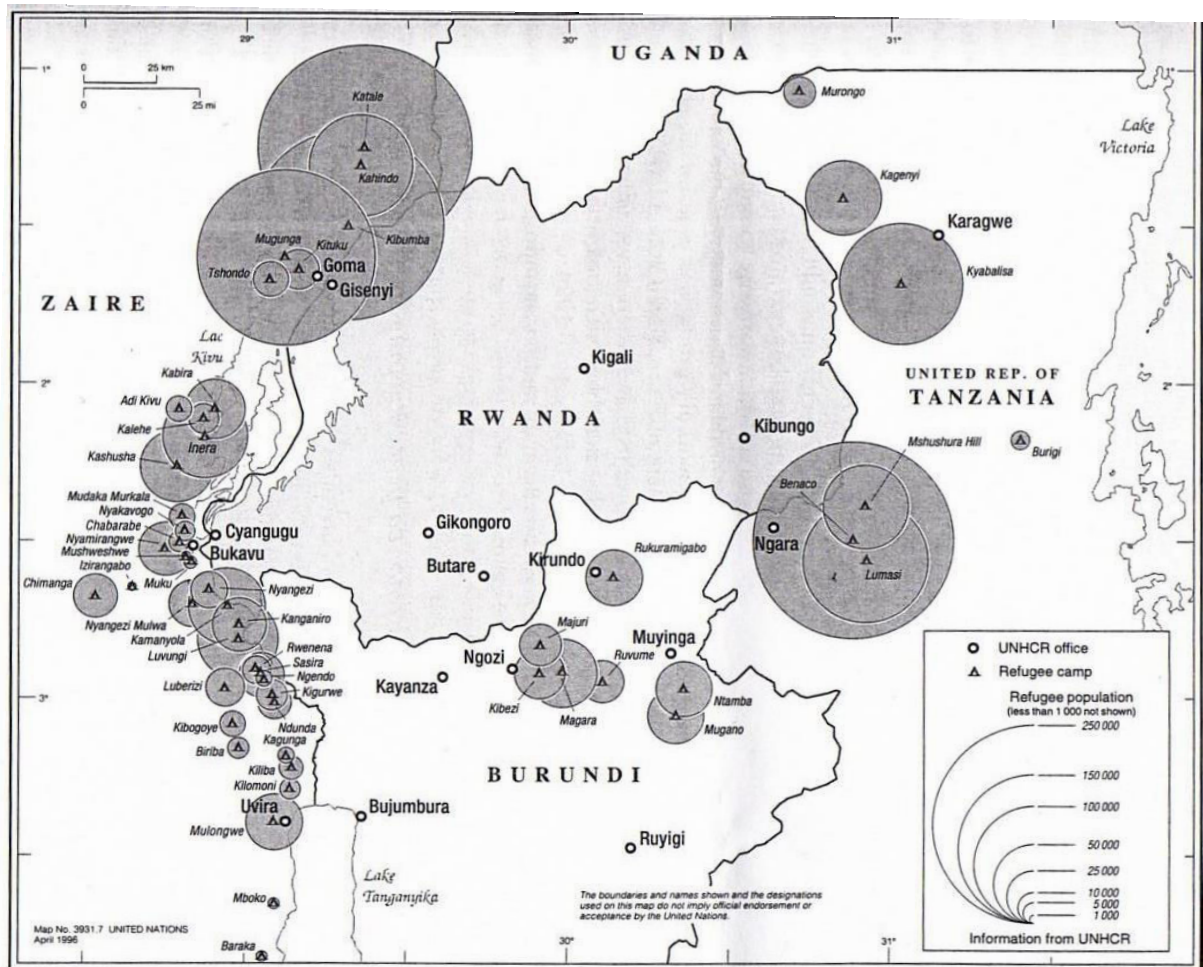 29°
30°
31°
UGANDA
1°
1°
0 25 km
0 25 mi
Katale
Murongo
Lake
Victoria
Kahindo
Kagenyi
Karagwe
Kibumba
Mugunga
Kituku
Tshondo
Goma
Gisenyi
Kyabalisa
ZAIRE
Lac
Kivu
Kigali
Kabira
2°
2°
UNITED REP. OF
TANZANIA
Adi Kivu
RWANDA
Kalehe
Kibungo
Mshushura Hill
Inera
Burigi
Kashusha
Benaco
Mudaka Murkala
Nyakavogo
Chabarabe
Cyangugu
Gikongoro
Ngara
Nyamirangwe
Bukavu
Mushweshwe
Rukuramigabo
Izirangabo
Butare
Kirundo
Lumasi
Chimanga
Muku
Nyangezi
Nyangezi Mulwa
Kanganiro
Kamanyola
Majuri
Muyinga
Luvungi
Rwenena
Sasira
Ngozi
Ruvume
Ngendo
Kayanza
Luberizi
Kigurwe
3°
3°
Kibezi
Ntamba
Ndunda
Magara
Mugano
Kibogoye
Kagunga
Biriba
Kiliba
BURUNDI
Kilomoni
Uvira
Bujumbura
Mulongwe
Ruyigi
Lake
Tanganyika
Mboko
Baraka
The boundaries and names shown and the designations
used on this map do not imply official endorsement or
acceptance by the United Nations.
Map No. 3931.7 UNITED NATIONS
April 1996
30°
31°
UNHCR office
Refugee camp
Refugee population
(less than 1 000 not shown)
250 000
150 000
100 000
50 000
25 000
10 000
5 000
1 000
Information from UNHCR